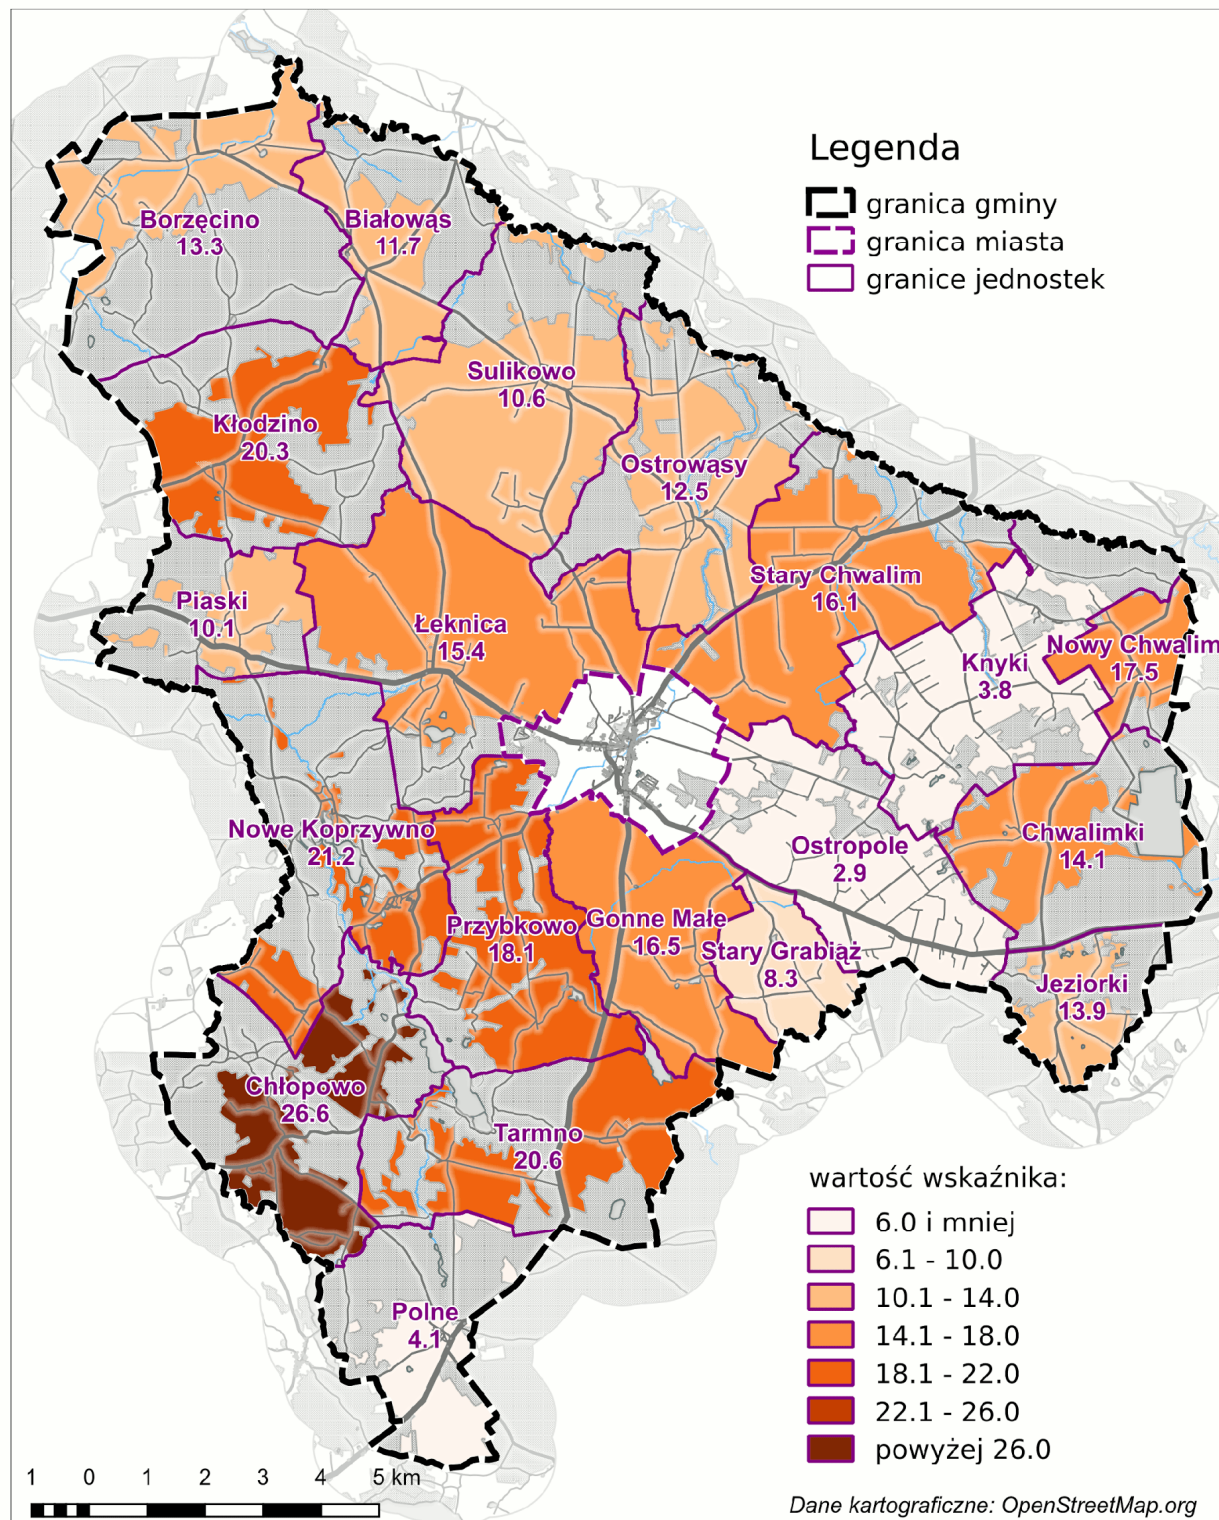 Legenda
granica gminy
granica miasta
granice jednostek
Borzęcino
13.3
Białowąs
11.7
Sulikowo
10.6
Kłodzino
20.3
Ostrowąsy
12.5
Stary Chwalim
16.1
Piaski
10.1
Łeknica
15.4
Knyki
3.8
Nowy Chwalim
17.5
Nowe Koprzywno
21.2
Ostropole
2.9
Chwalimki
14.1
Przybkowo
18.1
Gonne Małe
16.5
Stary Grabiąż
8.3
Jeziorki
13.9
Chłopowo
26.6
Tarmno
20.6
Polne
4.1
wartość wskaźnika:
6.0 i mniej
6.1 - 10.0
10.1 - 14.0
14.1 - 18.0
18.1 - 22.0
22.1 - 26.0
powyżej 26.0
1 0 1 2 3 4 5 km
Dane kartograficzne: OpenStreetMap.org